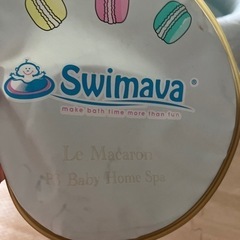 Swimava®
make bath time more than fun
Le Macaron
Baby Home Spa